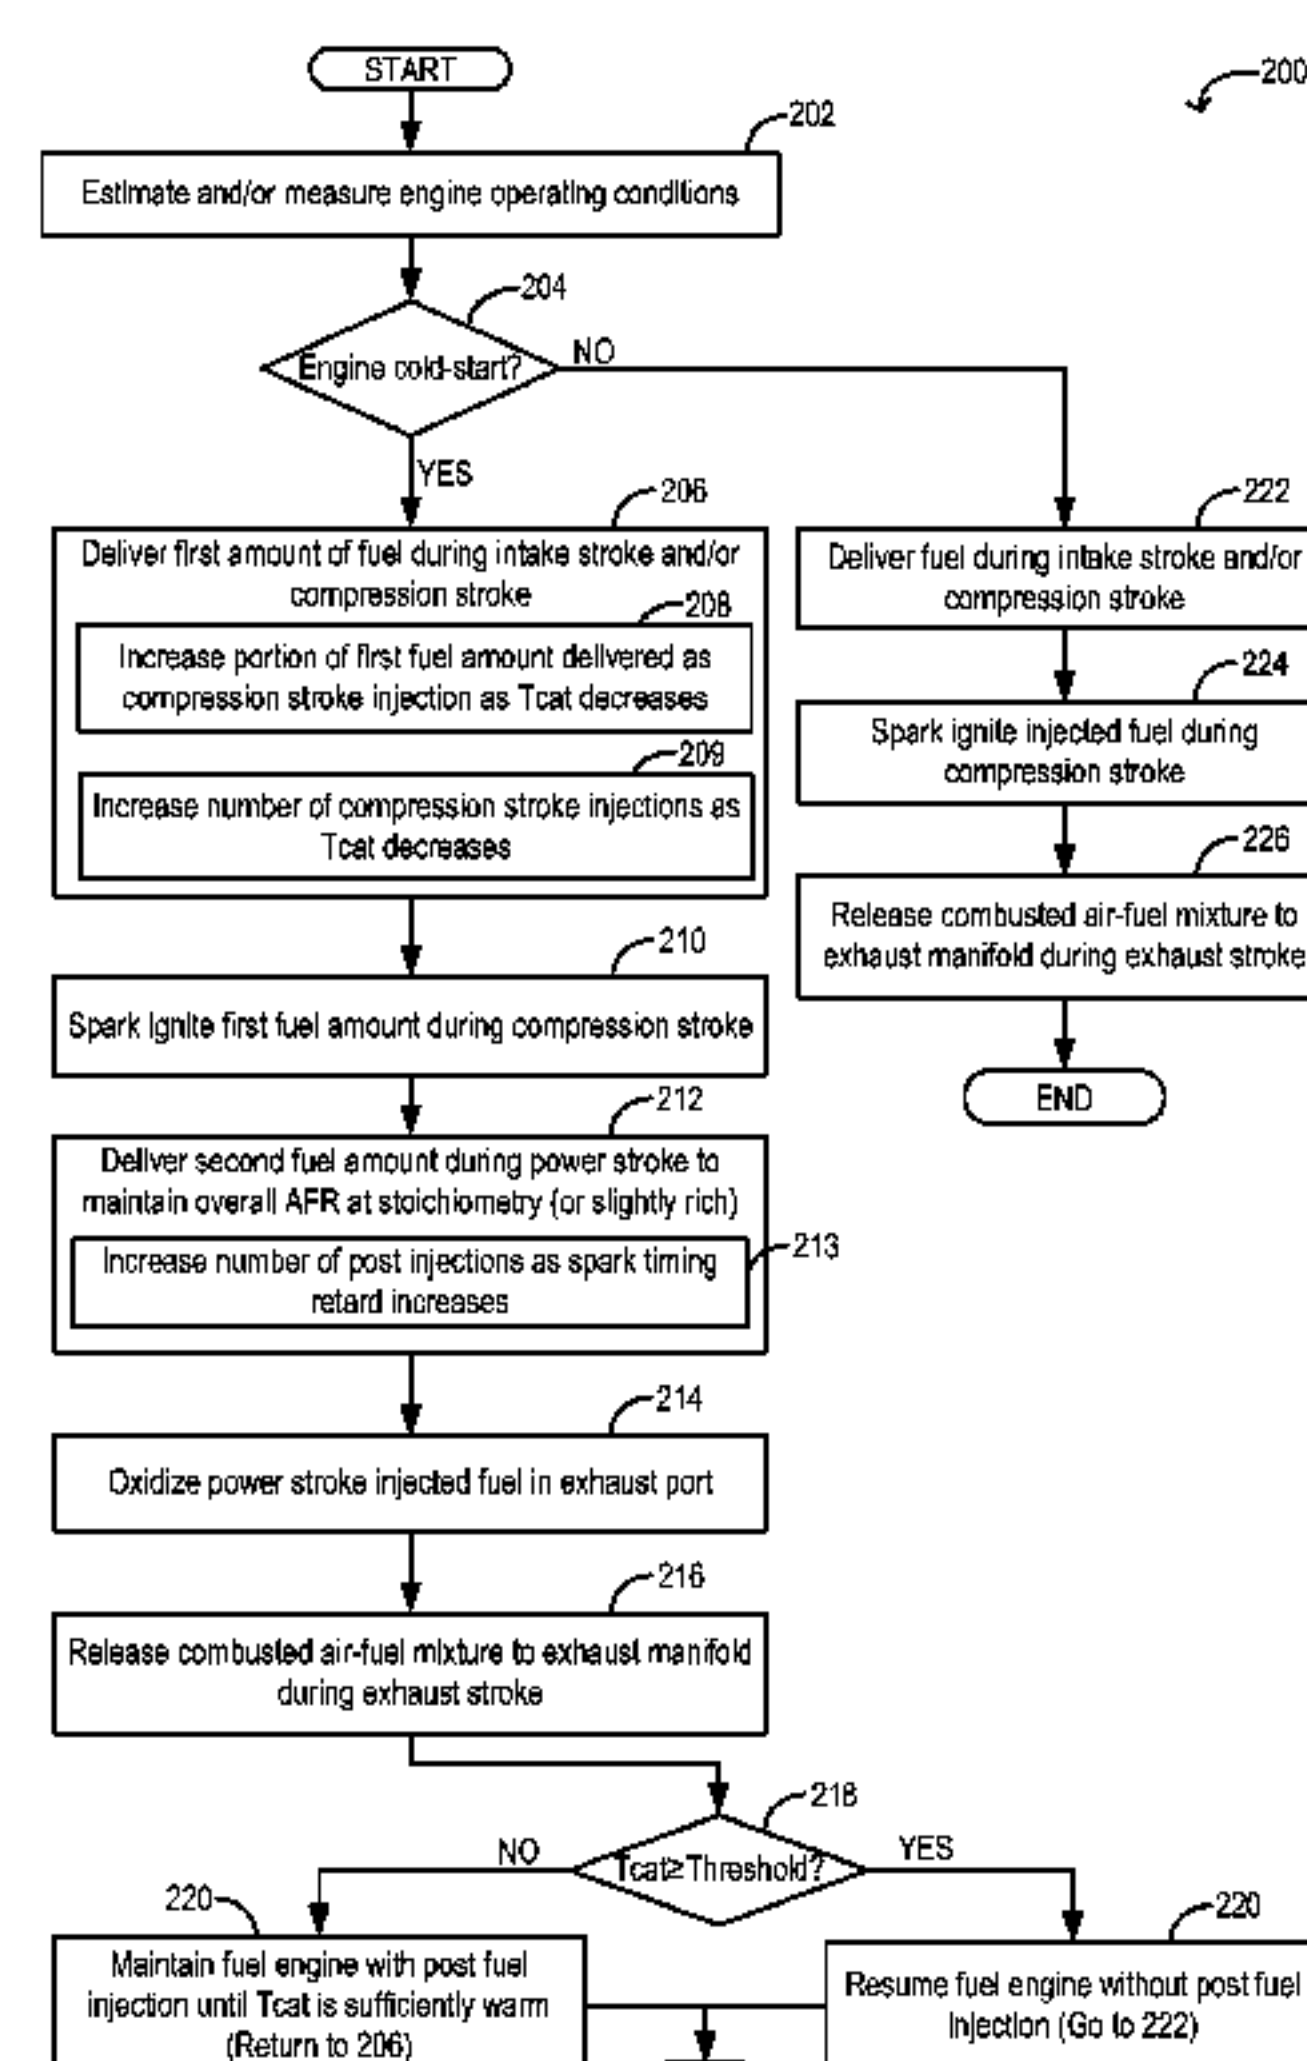 START
200
202
Estimate and/or measure engine operating conditions
204
Engine cold-start?
NO
YES
206
Deliver first amount of fuel during intake stroke and/or
compression stroke
208
Increase portion of first fuel amount delivered as
compression stroke injection as Tcat decreases
209
Increase number of compression stroke injections as
Tcat decreases
222
Deliver fuel during intake stroke and/or
compression stroke
224
Spark ignite injected fuel during
compression stroke
226
Release combusted air-fuel mixture to
exhaust manifold during exhaust stroke
END
210
Spark ignite first fuel amount during compression stroke
212
Deliver second fuel amount during power stroke to
maintain overall AFR at stoichiometry (or slightly rich)
213
Increase number of post injections as spark timing
retard increases
214
Oxidize power stroke injected fuel in exhaust port
216
Release combusted air-fuel mixture to exhaust manifold
during exhaust stroke
218
Tcat≥Threshold?
NO
YES
220
Maintain fuel engine with post fuel
injection until Tcat is sufficiently warm
(Return to 206)
220
Resume fuel engine without post fuel
injection (Go to 222)